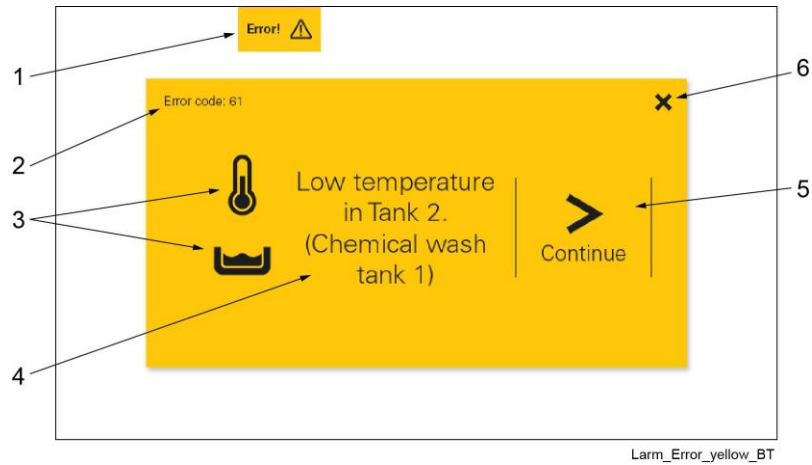 Error!
1
6
Error code: 61
2
Low temperature
in Tank 2.
(Chemical wash
tank 1)
3
5
Continue
4
Larm_Error_yellow_BT